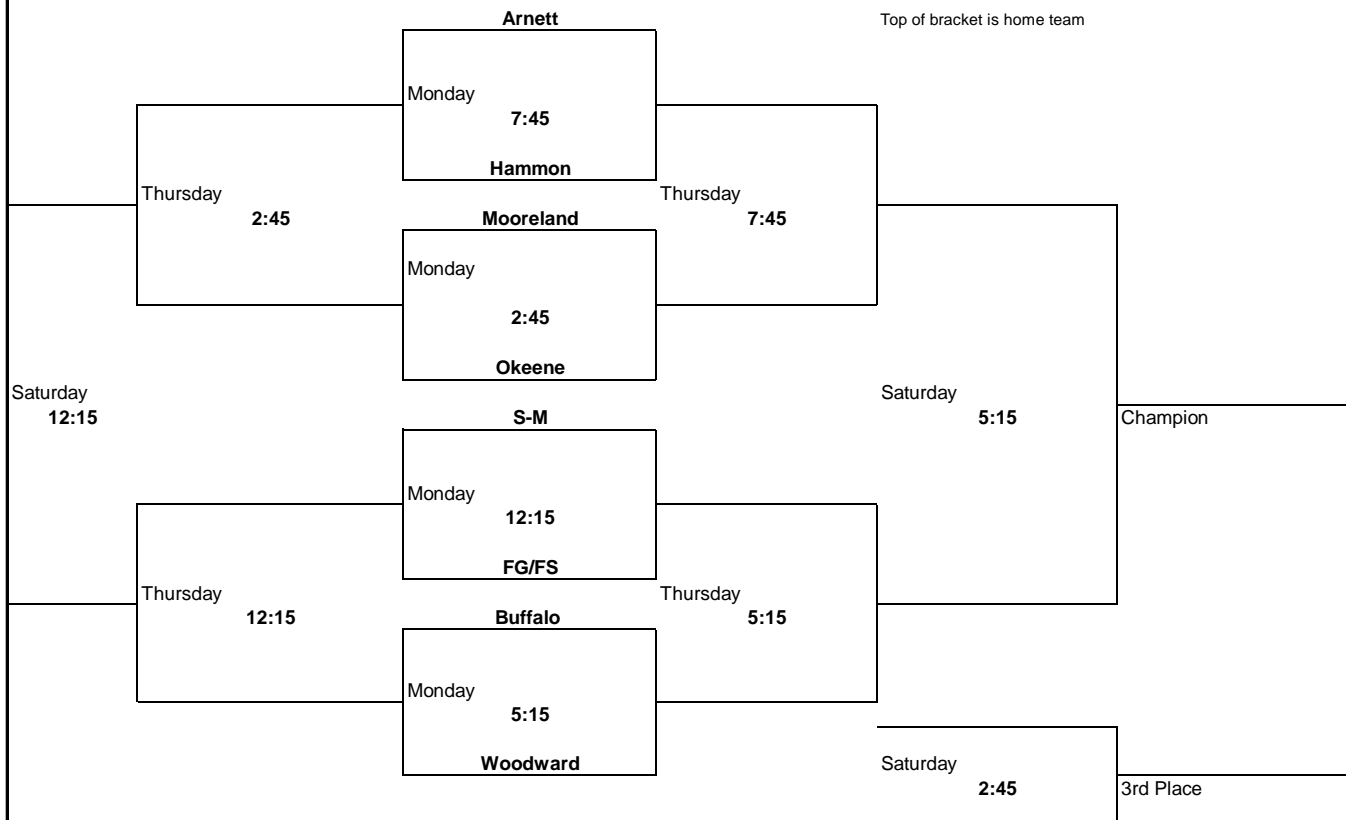 Arnett
Top of bracket is home team
Monday
7:45
Hammon
Thursday
2:45
Thursday
7:45
Mooreland
Monday
2:45
Okeene
Saturday
12:15
Saturday
5:15
S-M
Champion
Monday
12:15
FG/FS
Thursday
12:15
Thursday
5:15
Buffalo
Monday
5:15
Woodward
Saturday
2:45
3rd Place